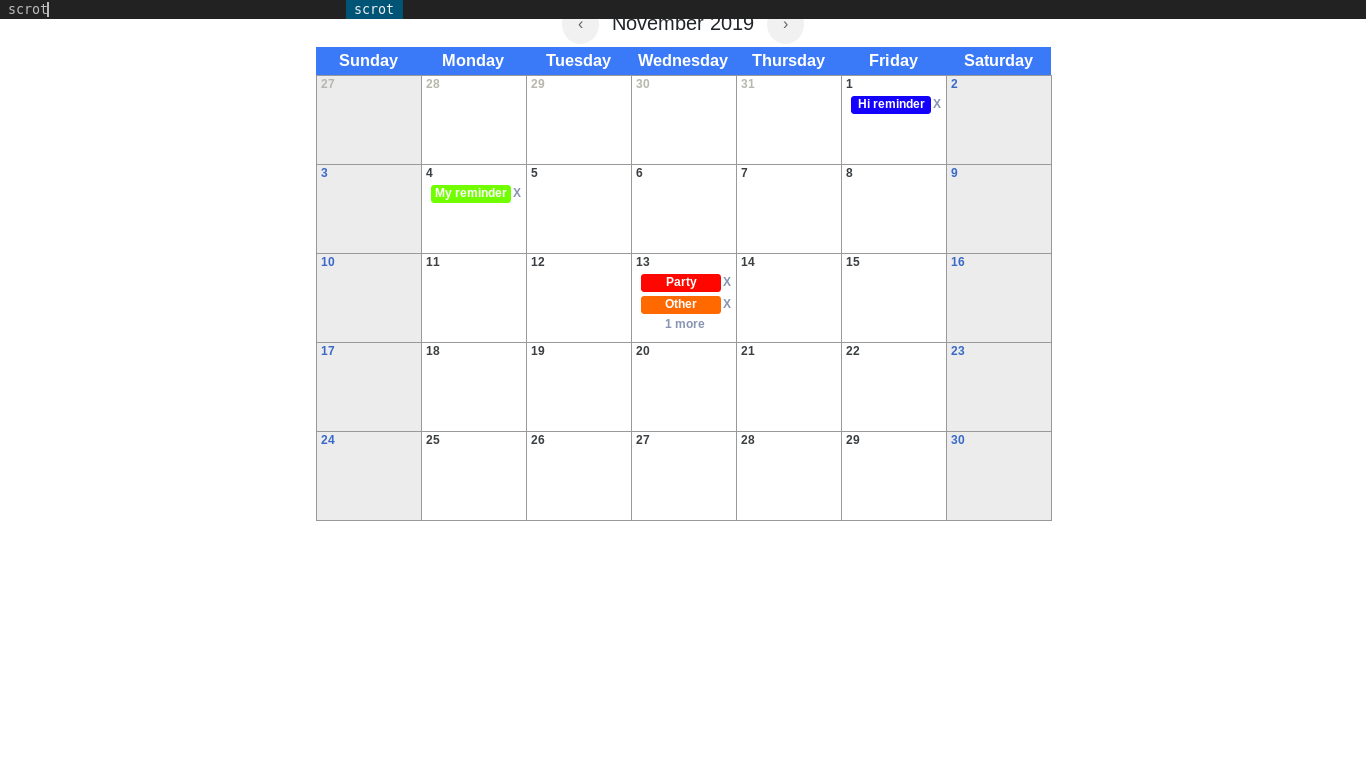 scrot scrot
‹ November 2019 ›
Sunday Monday Tuesday Wednesday Thursday Friday Saturday
27 28 29 30 31 1 2
Hi reminder X
3 4 5 6 7 8 9
My reminder X
10 11 12 13 14 15 16
Party X
Other X
1 more
17 18 19 20 21 22 23
24 25 26 27 28 29 30